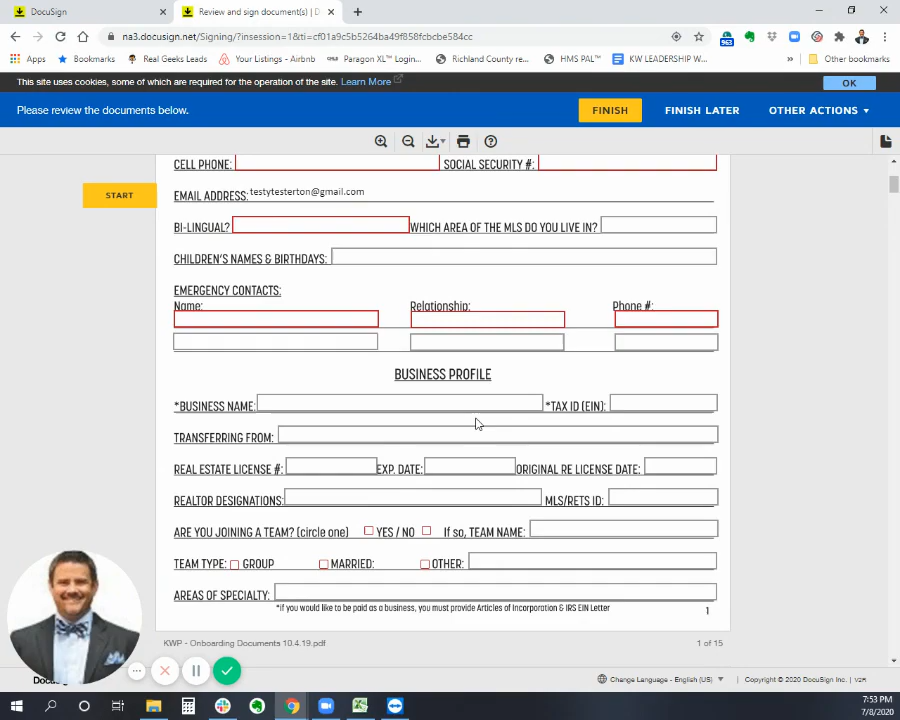 DocuSign
Review and sign document(s) | D
na3.docusign.net/Signing/?insession=1&ti=cf01a9c5b5264ba49f858fcbcbe584cc
963
Apps
Bookmarks
Real Geeks Leads
Your Listings - Airbnb
Paragon XL™ Login...
Richland County re...
HMS PAL™
KW LEADERSHIP W...
»
Other bookmarks
This site uses cookies, some of which are required for the operation of the site. Learn More
OK
Please review the documents below.
FINISH
FINISH LATER
OTHER ACTIONS
START
CELL PHONE:
SOCIAL SECURITY #:
EMAIL ADDRESS: testytesterton@gmail.com
BI-LINGUAL?
WHICH AREA OF THE MLS DO YOU LIVE IN?
CHILDREN'S NAMES & BIRTHDAYS:
EMERGENCY CONTACTS:
Name:
Relationship:
Phone #:
BUSINESS PROFILE
*BUSINESS NAME:
*TAX ID (EIN):
TRANSFERRING FROM:
REAL ESTATE LICENSE #:
EXP. DATE:
ORIGINAL RE LICENSE DATE:
REALTOR DESIGNATIONS:
MLS/RETS ID:
ARE YOU JOINING A TEAM? (circle one)
YES / NO
If so, TEAM NAME:
TEAM TYPE:
GROUP
MARRIED:
OTHER:
AREAS OF SPECIALTY:
*If you would like to be paid as a business, you must provide Articles of Incorporation & IRS EIN Letter
1
KWP - Onboarding Documents 10.4.19.pdf
1 of 15
Change Language - English (US)
Copyright © 2020 DocuSign Inc.
V2R
7:53 PM
7/8/2020